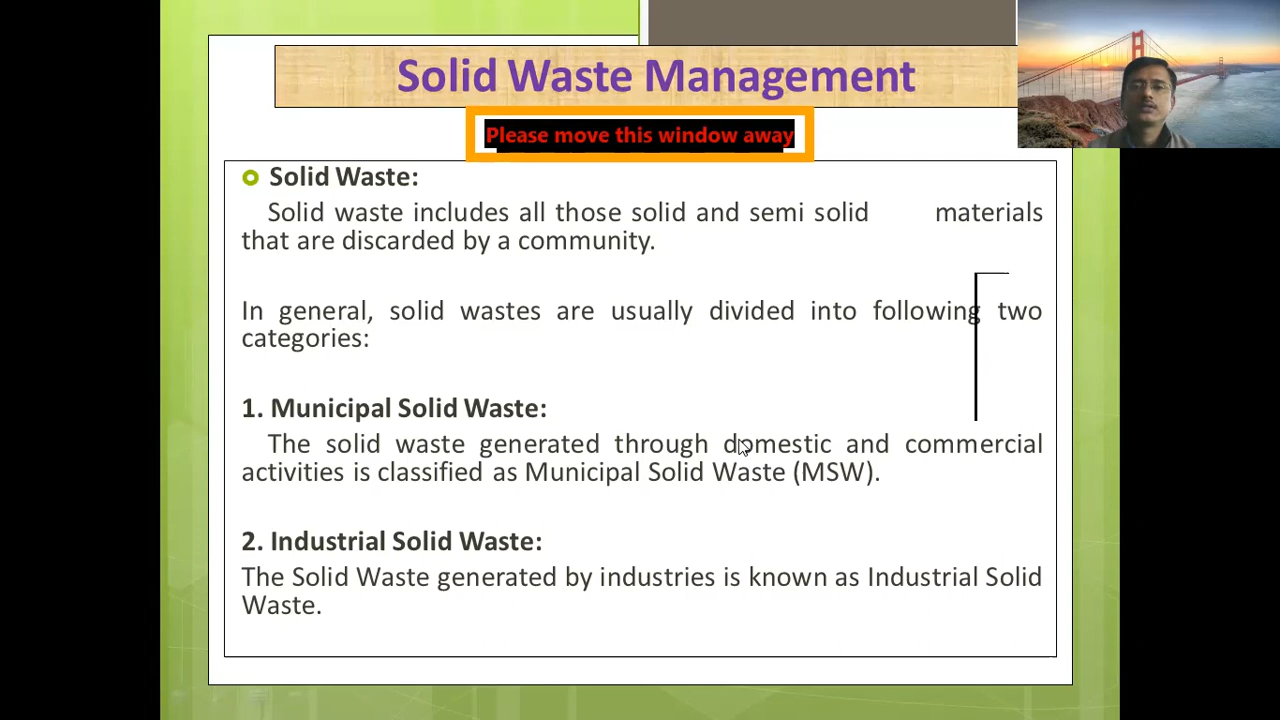 Solid Waste Management
Please move this window away
Solid Waste:
Solid waste includes all those solid and semi solid materials
that are discarded by a community.
In general, solid wastes are usually divided into following two
categories:
1. Municipal Solid Waste:
The solid waste generated through domestic and commercial
activities is classified as Municipal Solid Waste (MSW).
2. Industrial Solid Waste:
The Solid Waste generated by industries is known as Industrial Solid
Waste.